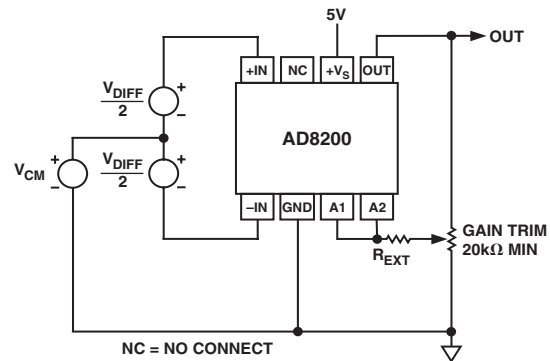 5V
OUT
+IN
NC
+VS
OUT
VDIFF
2
AD8200
VCM
VDIFF
2
-IN
GND
A1
A2
GAIN TRIM
20kΩ MIN
REXT
NC = NO CONNECT